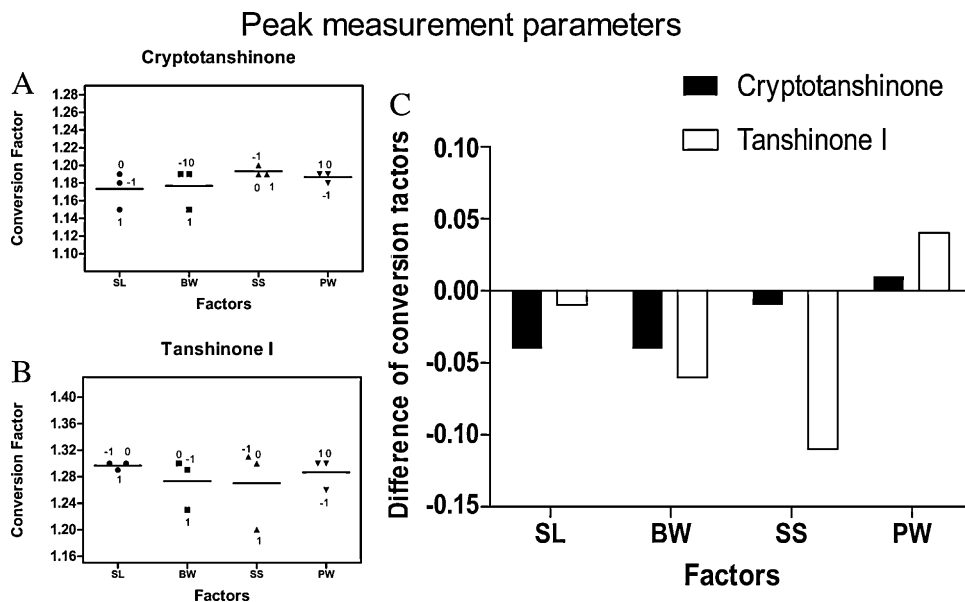 Peak measurement parameters
A
Cryptotanshinone
Conversion Factor
1.28
1.26
1.24
1.22
1.20
1.18
1.16
1.14
1.12
1.10
0
-1
1
-10
1
-1
0 1
1 0
-1
SL BW SS PW
Factors
B
Tanshinone I
Conversion Factor
1.40
1.36
1.32
1.28
1.24
1.20
1.16
-1 0
1
0 -1
1
-1 0
1
1 0
-1
SL BW SS PW
Factors
C
Cryptotanshinone
Tanshinone I
Difference of conversion factors
0.10
0.05
0.00
-0.05
-0.10
-0.15
SL BW SS PW
Factors